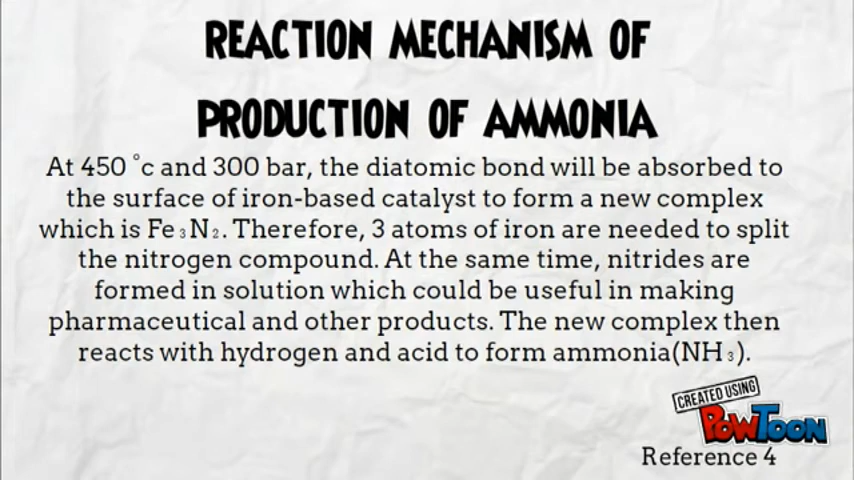 REACTION MECHANISM OF
PRODUCTION OF AMMONIA
At 450 °c and 300 bar, the diatomic bond will be absorbed to
the surface of iron-based catalyst to form a new complex
which is Fe₃N₂. Therefore, 3 atoms of iron are needed to split
the nitrogen compound. At the same time, nitrides are
formed in solution which could be useful in making
pharmaceutical and other products. The new complex then
reacts with hydrogen and acid to form ammonia(NH₃).
CREATED USING
POWTOON
Reference 4